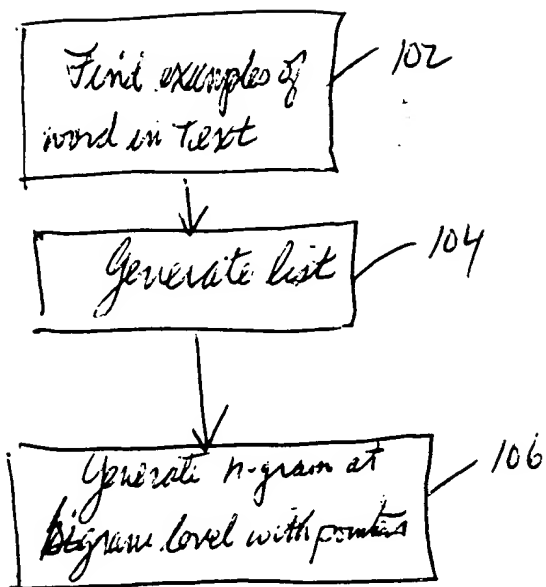 Find examples of
word in Text
102
Generate list
104
Generate n-gram at
bigram level with pointers
106